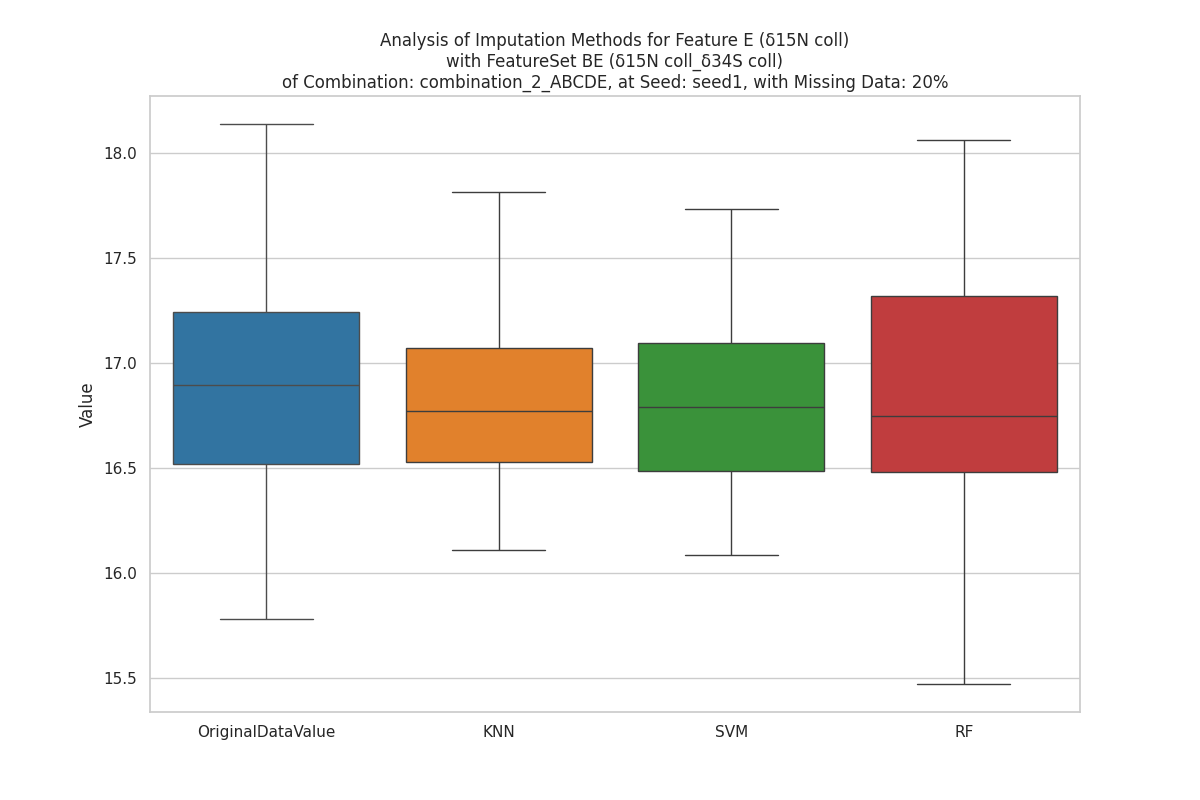 Analysis of Imputation Methods for Feature E (δ15N coll)
with FeatureSet BE (δ15N coll_δ34S coll)
of Combination: combination_2_ABCDE, at Seed: seed1, with Missing Data: 20%
18.0
17.5
17.0
16.5
16.0
15.5
Value
OriginalDataValue KNN SVM RF